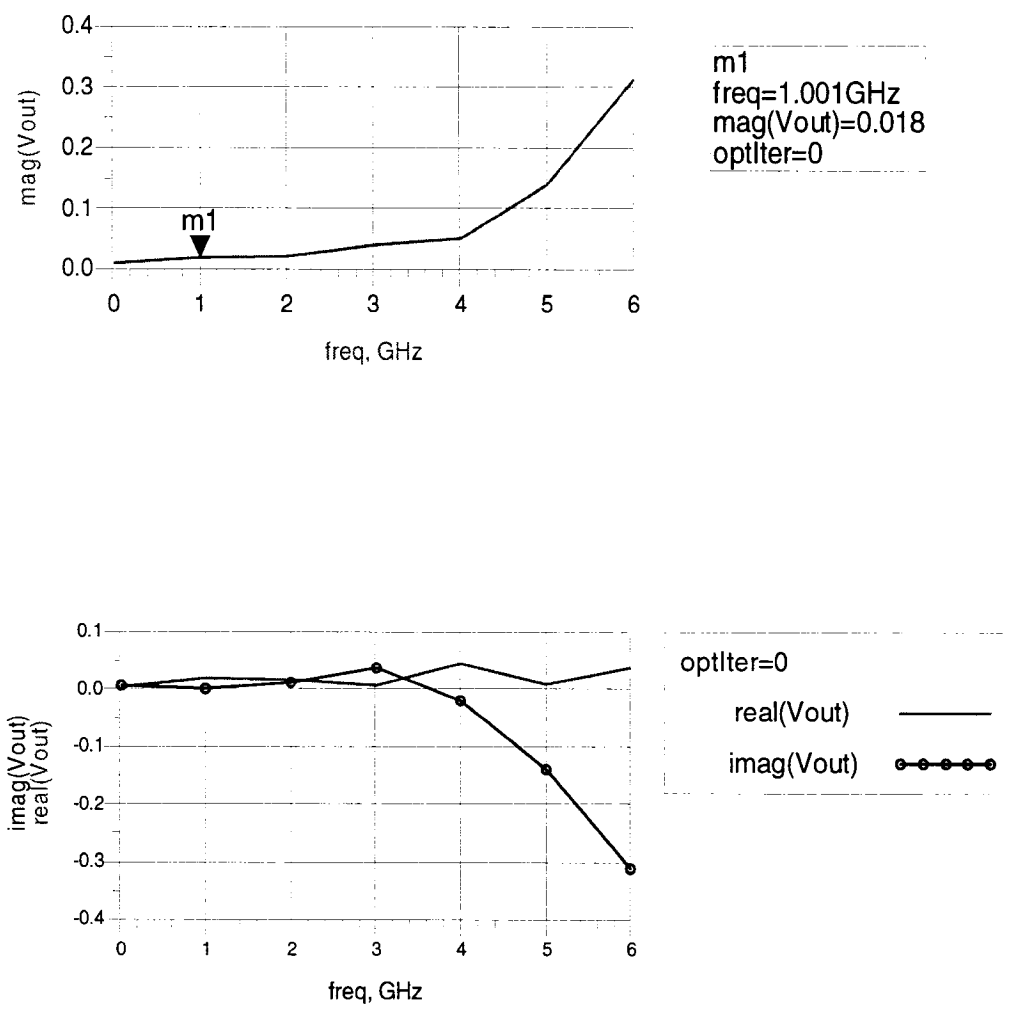 0.4
0.3
0.2
0.1
0.0
mag(Vout)
m1
0 1 2 3 4 5 6
freq, GHz
m1
freq=1.001GHz
mag(Vout)=0.018
optIter=0
0.1
0.0
-0.1
-0.2
-0.3
-0.4
imag(Vout)
real(Vout)
0 1 2 3 4 5 6
freq, GHz
optIter=0
real(Vout)
imag(Vout)